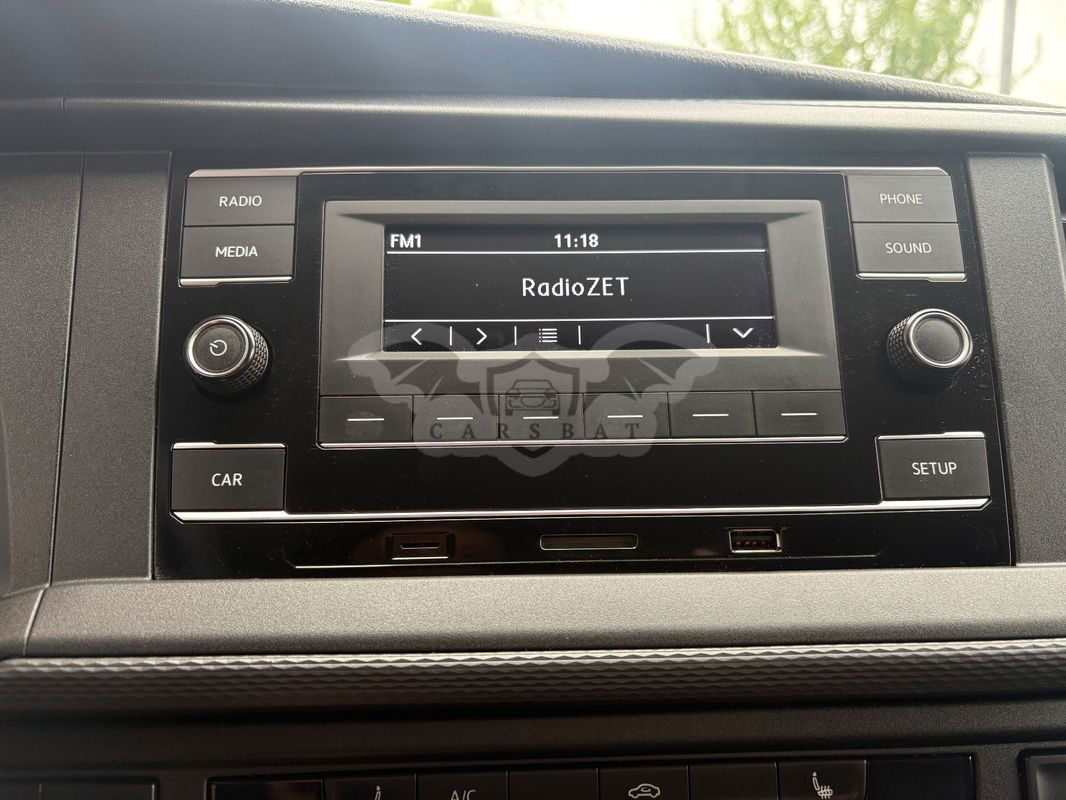 RADIO
PHONE
MEDIA
SOUND
FM1 11:18
RadioZET
CARSBAT
CAR
SETUP
A/C